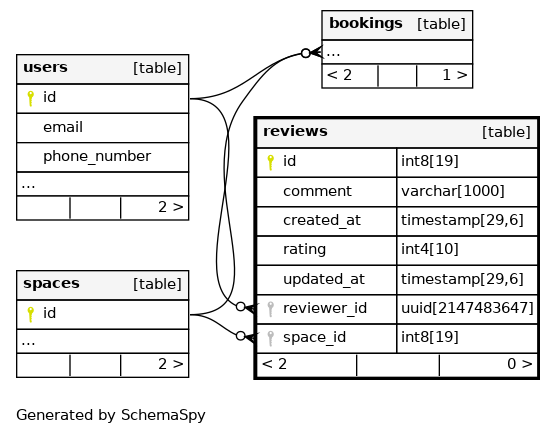 bookings [table]
...
< 2 1 >
users [table]
id
email
phone_number
...
2 >
reviews [table]
id int8[19]
comment varchar[1000]
created_at timestamp[29,6]
rating int4[10]
updated_at timestamp[29,6]
reviewer_id uuid[2147483647]
space_id int8[19]
< 2 0 >
spaces [table]
id
...
2 >
Generated by SchemaSpy